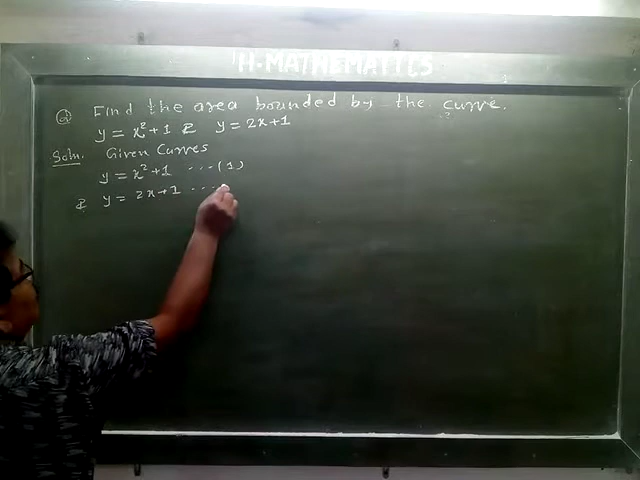 H-MATHEMATICS
Q Find the area bounded by the curve.
y = x² + 1 & y = 2x+1
Soln. Given Curves
y = x² + 1 ...(1)
& y = 2x+1 ...